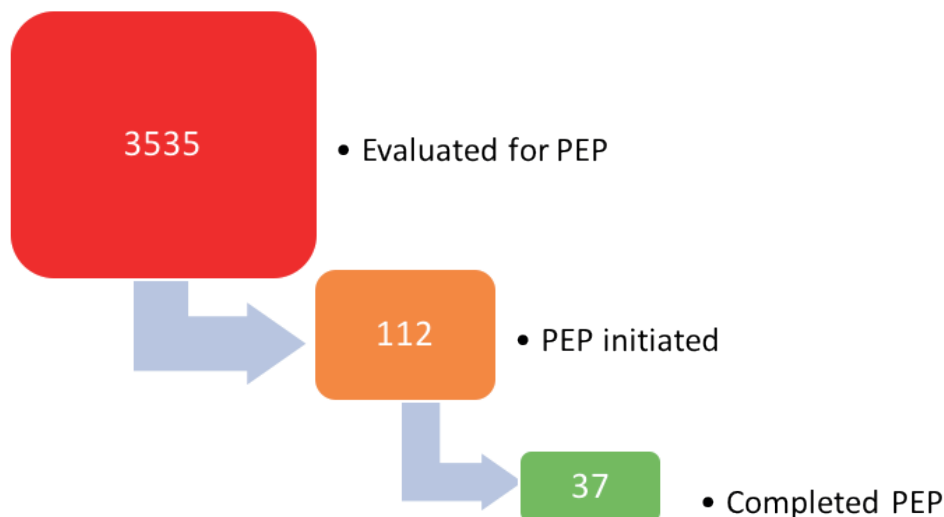 3535
• Evaluated for PEP
112
• PEP initiated
37
• Completed PEP